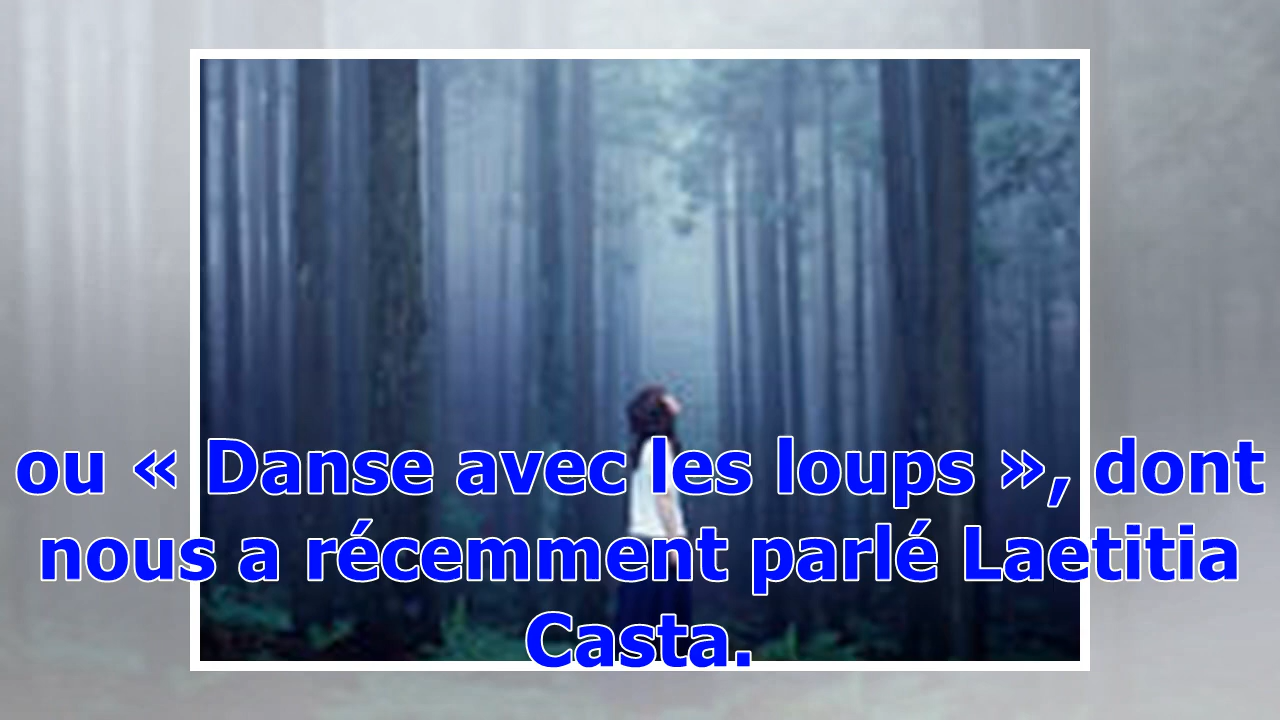 ou « Danse avec les loups », dont
nous a récemment parlé Laetitia
Casta.